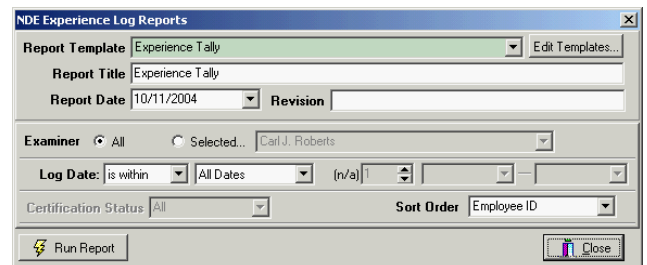 NDE Experience Log Reports
Report Template Experience Tally Edit Templates...
Report Title Experience Tally
Report Date 10/11/2004 Revision
Examiner All Selected... Carl J. Roberts
Log Date: is within All Dates (n/a) 1 —
Certification Status All Sort Order Employee ID
Run Report Close